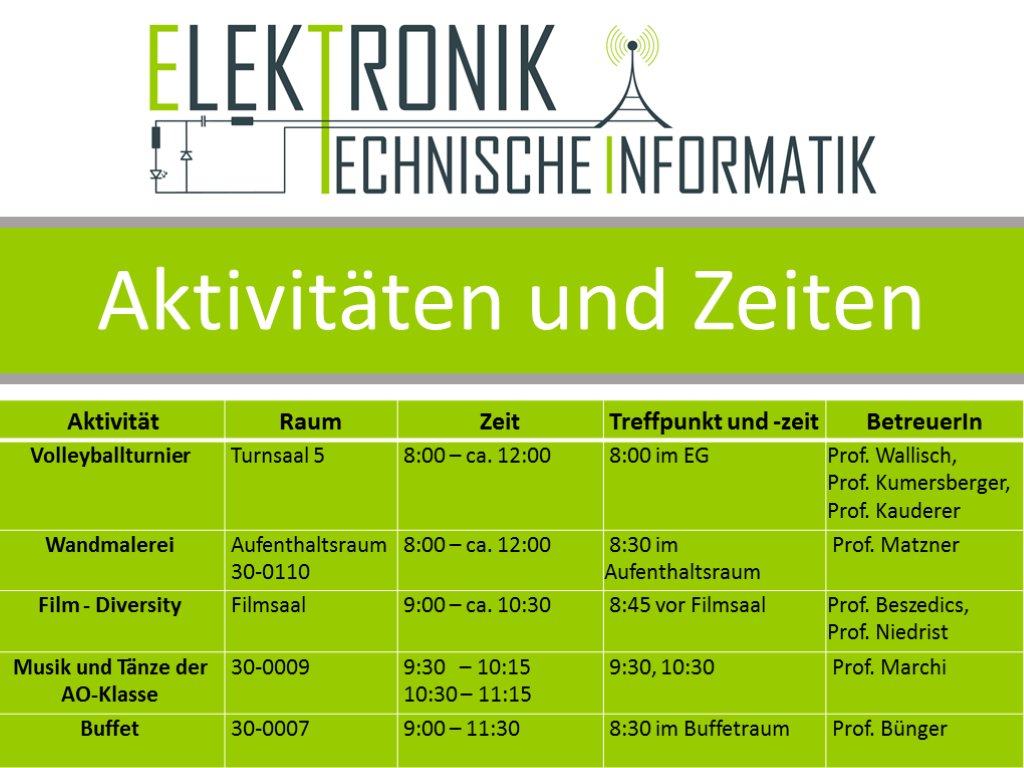 ELEKTRONIK
TECHNISCHE INFORMATIK
Aktivitäten und Zeiten
Aktivität Raum Zeit Treffpunkt und -zeit BetreuerIn
Volleyballturnier Turnsaal 5 8:00 – ca. 12:00 8:00 im EG Prof. Wallisch,
Prof. Kumersberger,
Prof. Kauderer
Wandmalerei Aufenthaltsraum 8:00 – ca. 12:00 8:30 im Prof. Matzner
30-0110 Aufenthaltsraum
Film - Diversity Filmsaal 9:00 – ca. 10:30 8:45 vor Filmsaal Prof. Beszedics,
Prof. Niedrist
Musik und Tänze der 30-0009 9:30 – 10:15 9:30, 10:30 Prof. Marchi
AO-Klasse 10:30 – 11:15
Buffet 30-0007 9:00 – 11:30 8:30 im Buffetraum Prof. Bünger